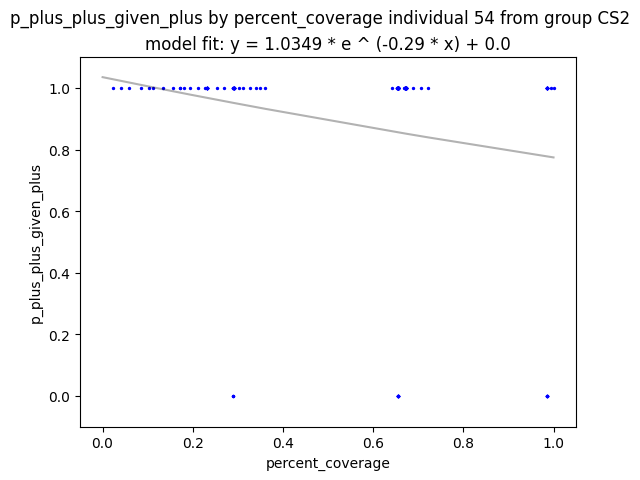 p_plus_plus_given_plus by percent_coverage individual 54 from group CS2
model fit: y = 1.0349 * e ^ (-0.29 * x) + 0.0
p_plus_plus_given_plus
1.0
0.8
0.6
0.4
0.2
0.0
0.0 0.2 0.4 0.6 0.8 1.0
percent_coverage